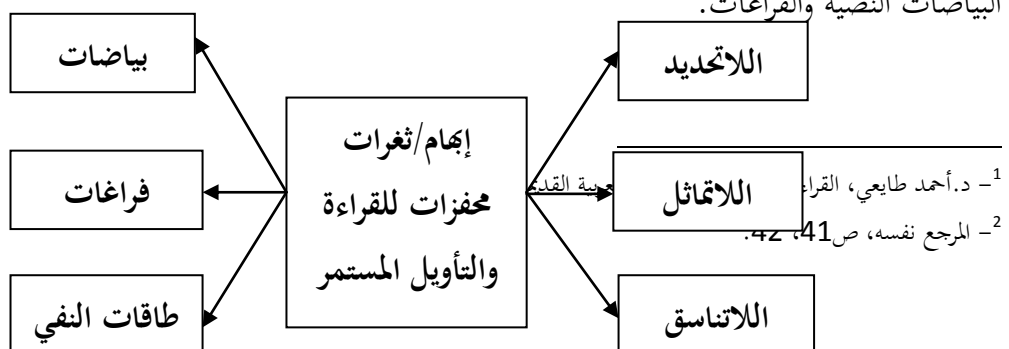 البياضات النصية والفراغات.
اللاتحديد
بياضات
إبهام/ثغرات
محفزات للقراءة
والتأويل المستمر
اللاتماثل
فراغات
اللاتناسق
طاقات النفي
1– د.أحمد طايعي،
2– المرجع نفسه، ص41، 42.